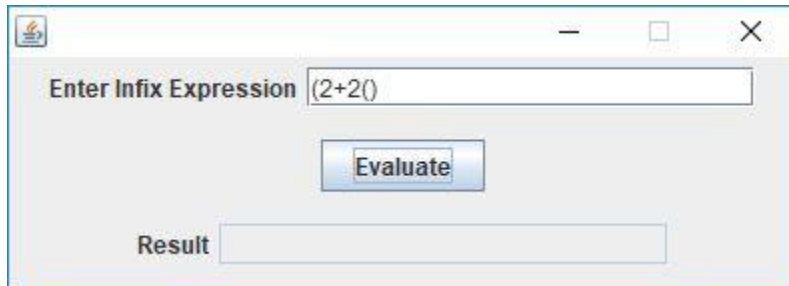 Enter Infix Expression (2+2()
Evaluate
Result